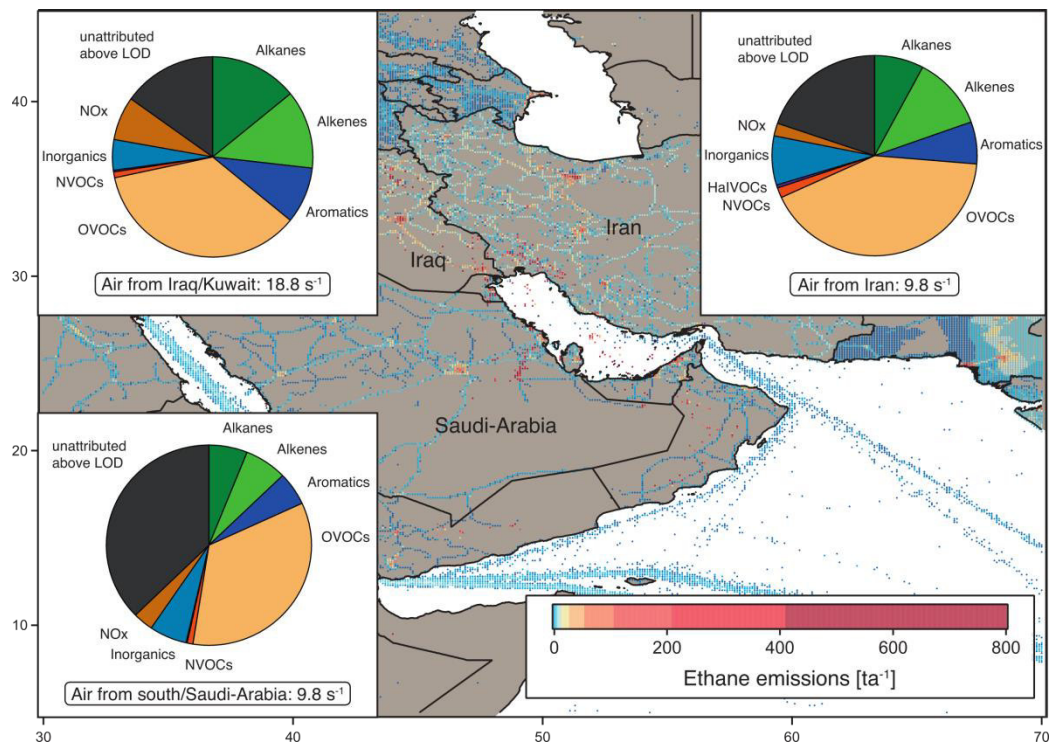 unattributed
above LOD
Alkanes
Alkenes
Aromatics
OVOCs
NVOCs
Inorganics
NOx
Air from Iraq/Kuwait: 18.8 s⁻¹
unattributed
above LOD
Alkanes
Alkenes
Aromatics
OVOCs
NVOCs
HalVOCs
Inorganics
NOx
Air from Iran: 9.8 s⁻¹
Iraq
Iran
Saudi-Arabia
unattributed
above LOD
Alkanes
Alkenes
Aromatics
OVOCs
NVOCs
Inorganics
NOx
Air from south/Saudi-Arabia: 9.8 s⁻¹
0 200 400 600 800
Ethane emissions [ta⁻¹]
40
30
20
10
30 40 50 60 70